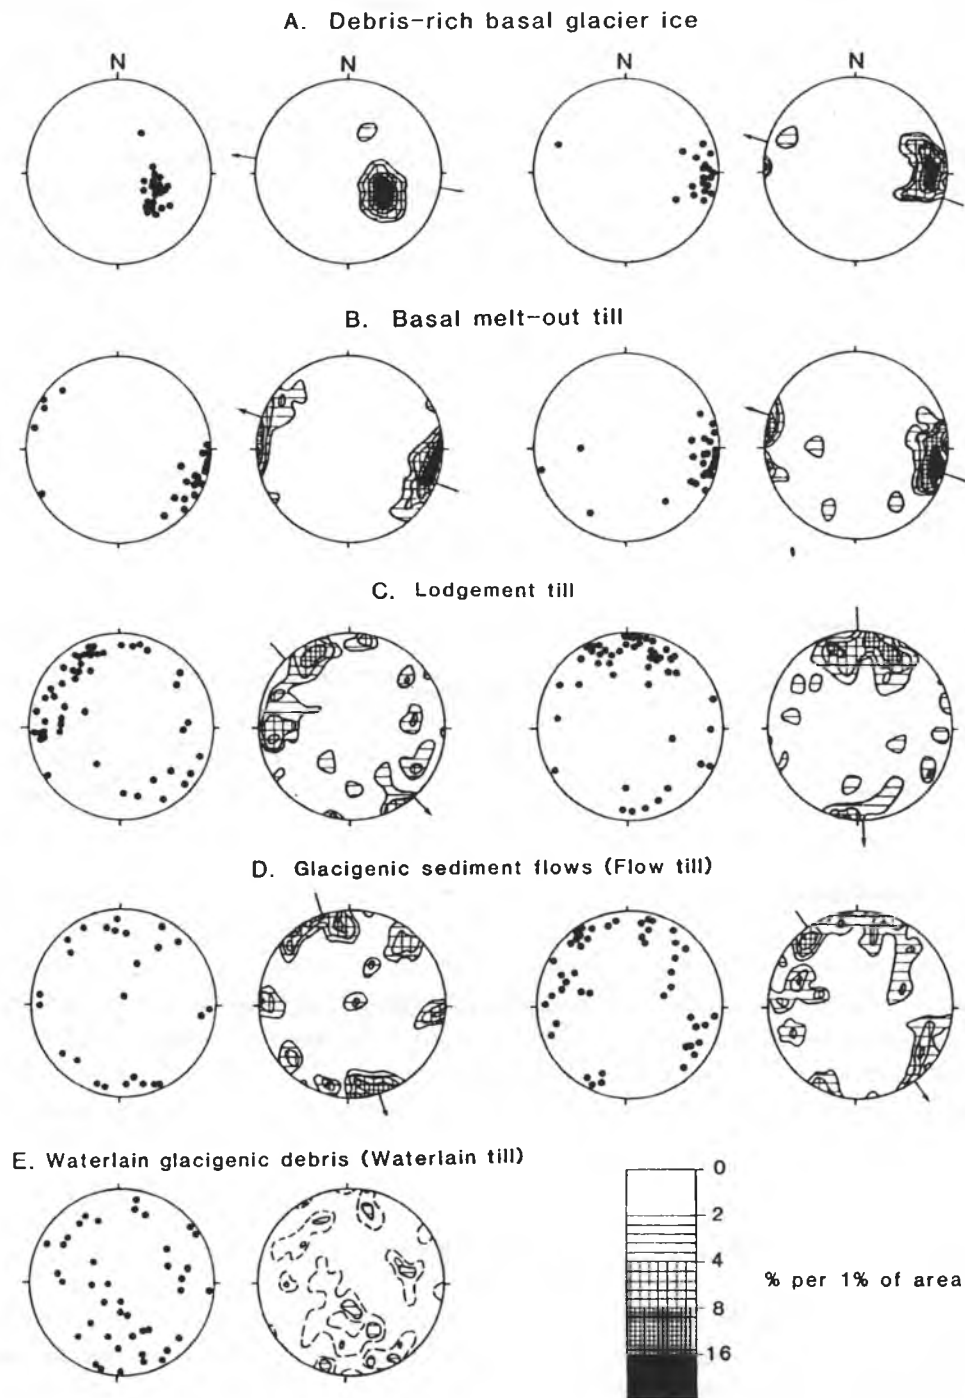 A. Debris-rich basal glacier ice
N N N N
B. Basal melt-out till
C. Lodgement till
D. Glacigenic sediment flows (Flow till)
E. Waterlain glacigenic debris (Waterlain till)
0
2
4
% per 1% of area
8
16